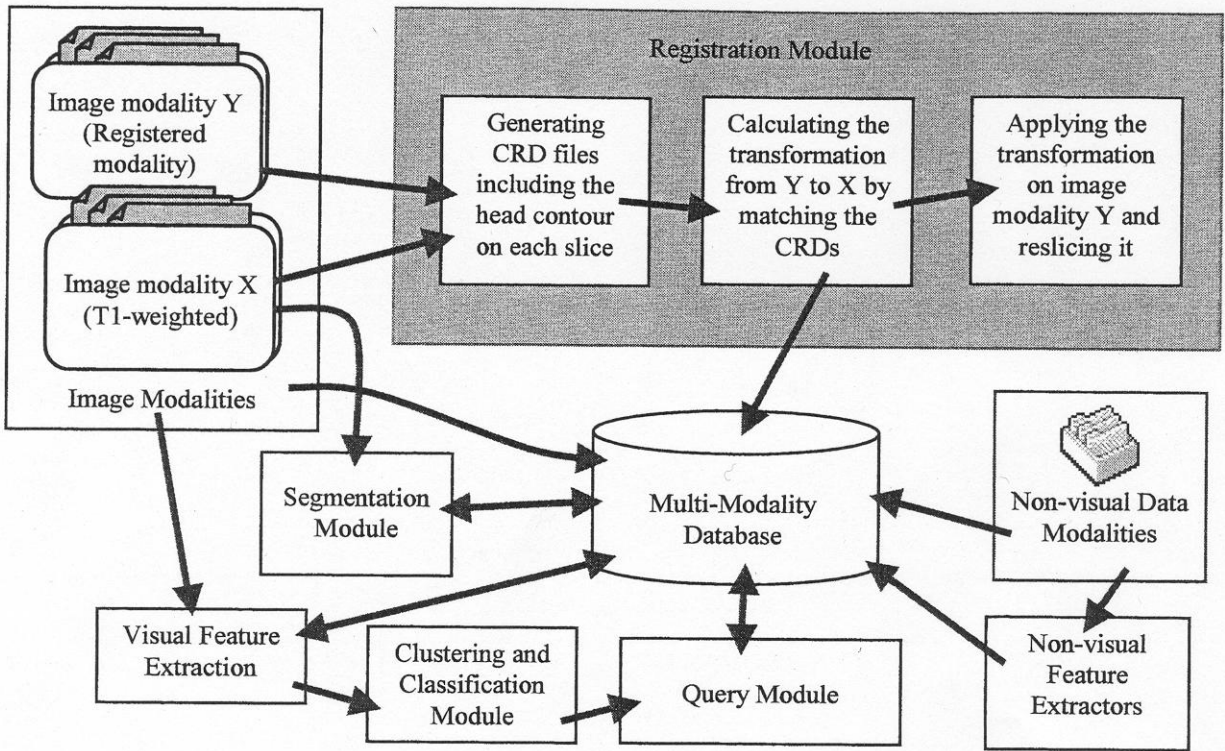 Image modality Y
(Registered
modality)
Image modality X
(T1-weighted)
Image Modalities
Registration Module
Generating
CRD files
including the
head contour
on each slice
Calculating the
transformation
from Y to X by
matching the
CRDs
Applying the
transformation
on image
modality Y and
reslicing it
Segmentation
Module
Multi-Modality
Database
Non-visual Data
Modalities
Visual Feature
Extraction
Clustering and
Classification
Module
Query Module
Non-visual
Feature
Extractors